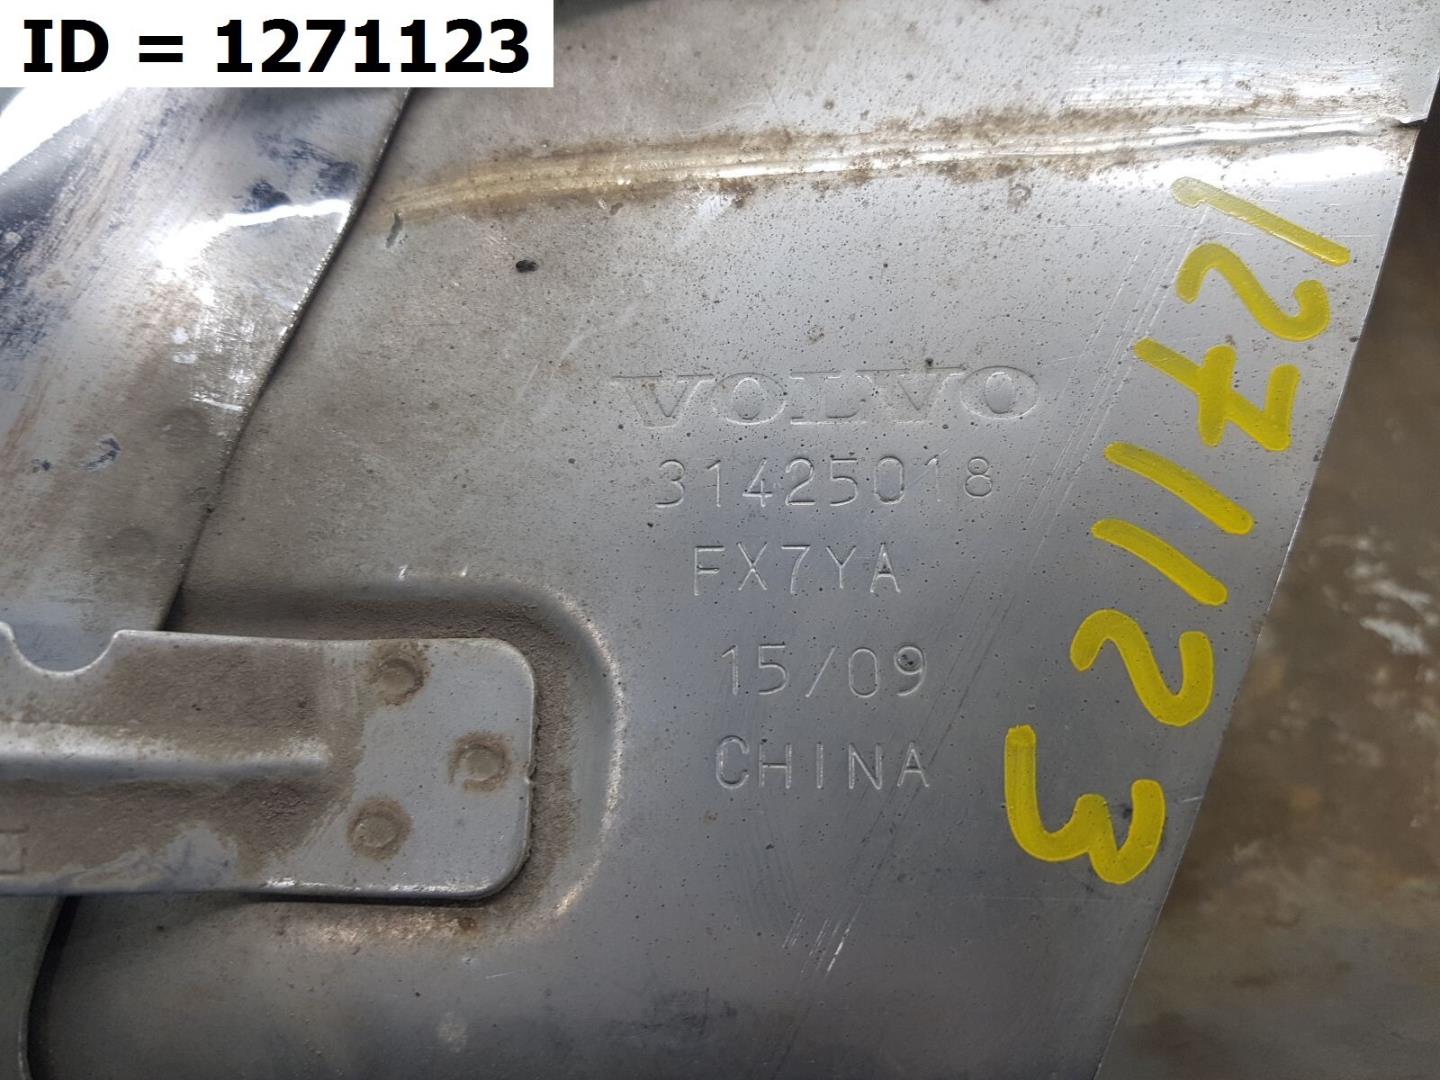 ID = 1271123
VOLVO
31425018
FX7YA
15/09
CHINA
1271123